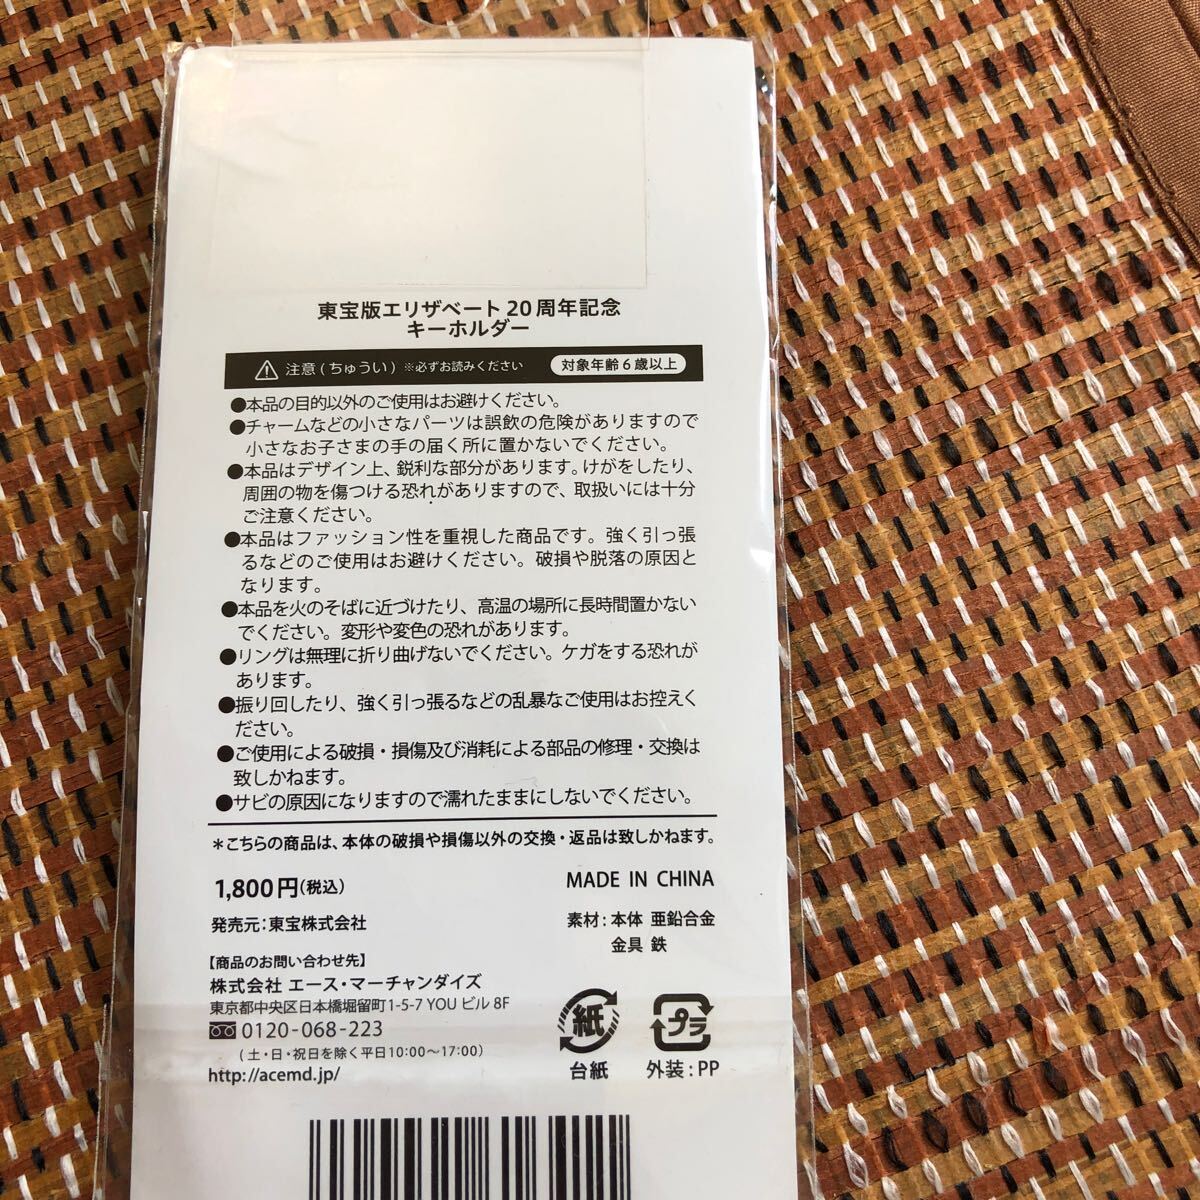 東宝版エリザベート 20 周年記念
キーホルダー
注意 ( ちゅうい ) ※必ずお読みください 対象年齢 6 歳以上
●本品の目的以外のご使用はお避けください。
●チャームなどの小さなパーツは誤飲の危険がありますので
小さなお子さまの手の届く所に置かないでください。
●本品はデザイン上、鋭利な部分があります。けがをしたり、
周囲の物を傷つける恐れがありますので、取扱いには十分
ご注意ください。
●本品はファッション性を重視した商品です。強く引っ張
るなどのご使用はお避けください。破損や脱落の原因と
なります。
●本品を火のそばに近づけたり、高温の場所に長時間置かない
でください。変形や変色の恐れがあります。
●リングは無理に折り曲げないでください。ケガをする恐れが
あります。
●振り回したり、強く引っ張るなどの乱暴なご使用はお控えく
ださい。
●ご使用による破損・損傷及び消耗による部品の修理・交換は
致しかねます。
●サビの原因になりますので濡れたままにしないでください。
＊こちらの商品は、本体の破損や損傷以外の交換・返品は致しかねます。
1,800円(税込) MADE IN CHINA
発売元：東宝株式会社 素材：本体 亜鉛合金
金具 鉄
【商品のお問い合わせ先】
株式会社 エース・マーチャンダイズ
東京都中央区日本橋堀留町1-5-7 YOU ビル 8F
0120-068-223
( 土・日・祝日を除く平日10:00～17:00)
http://acemd.jp/
紙 プラ
台紙 外装：PP